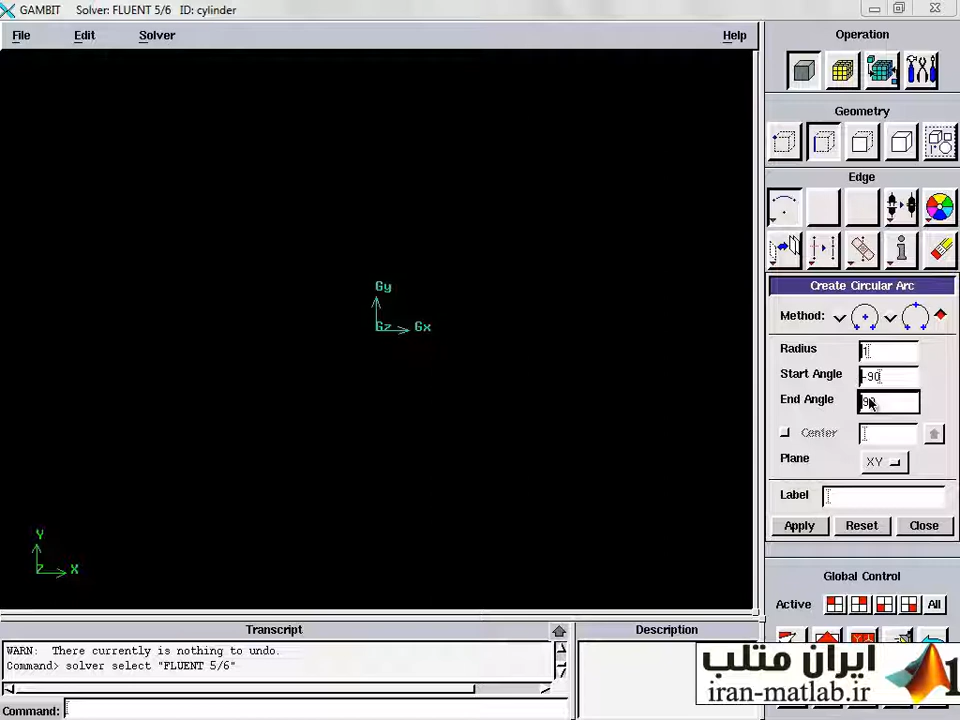 GAMBIT Solver: FLUENT 5/6 ID: cylinder
File Edit Solver Help
Operation
Geometry
Edge
Create Circular Arc
Method:
Radius 1
Start Angle -90
End Angle
Center
Plane XY
Label
Apply Reset Close
Gy
Gz Gx
Y
Z X
Global Control
Active All
Transcript
Description
WARN: There currently is nothing to undo.
Command> solver select "FLUENT 5/6"
Command:
ایران متلب
iran-matlab.ir
1